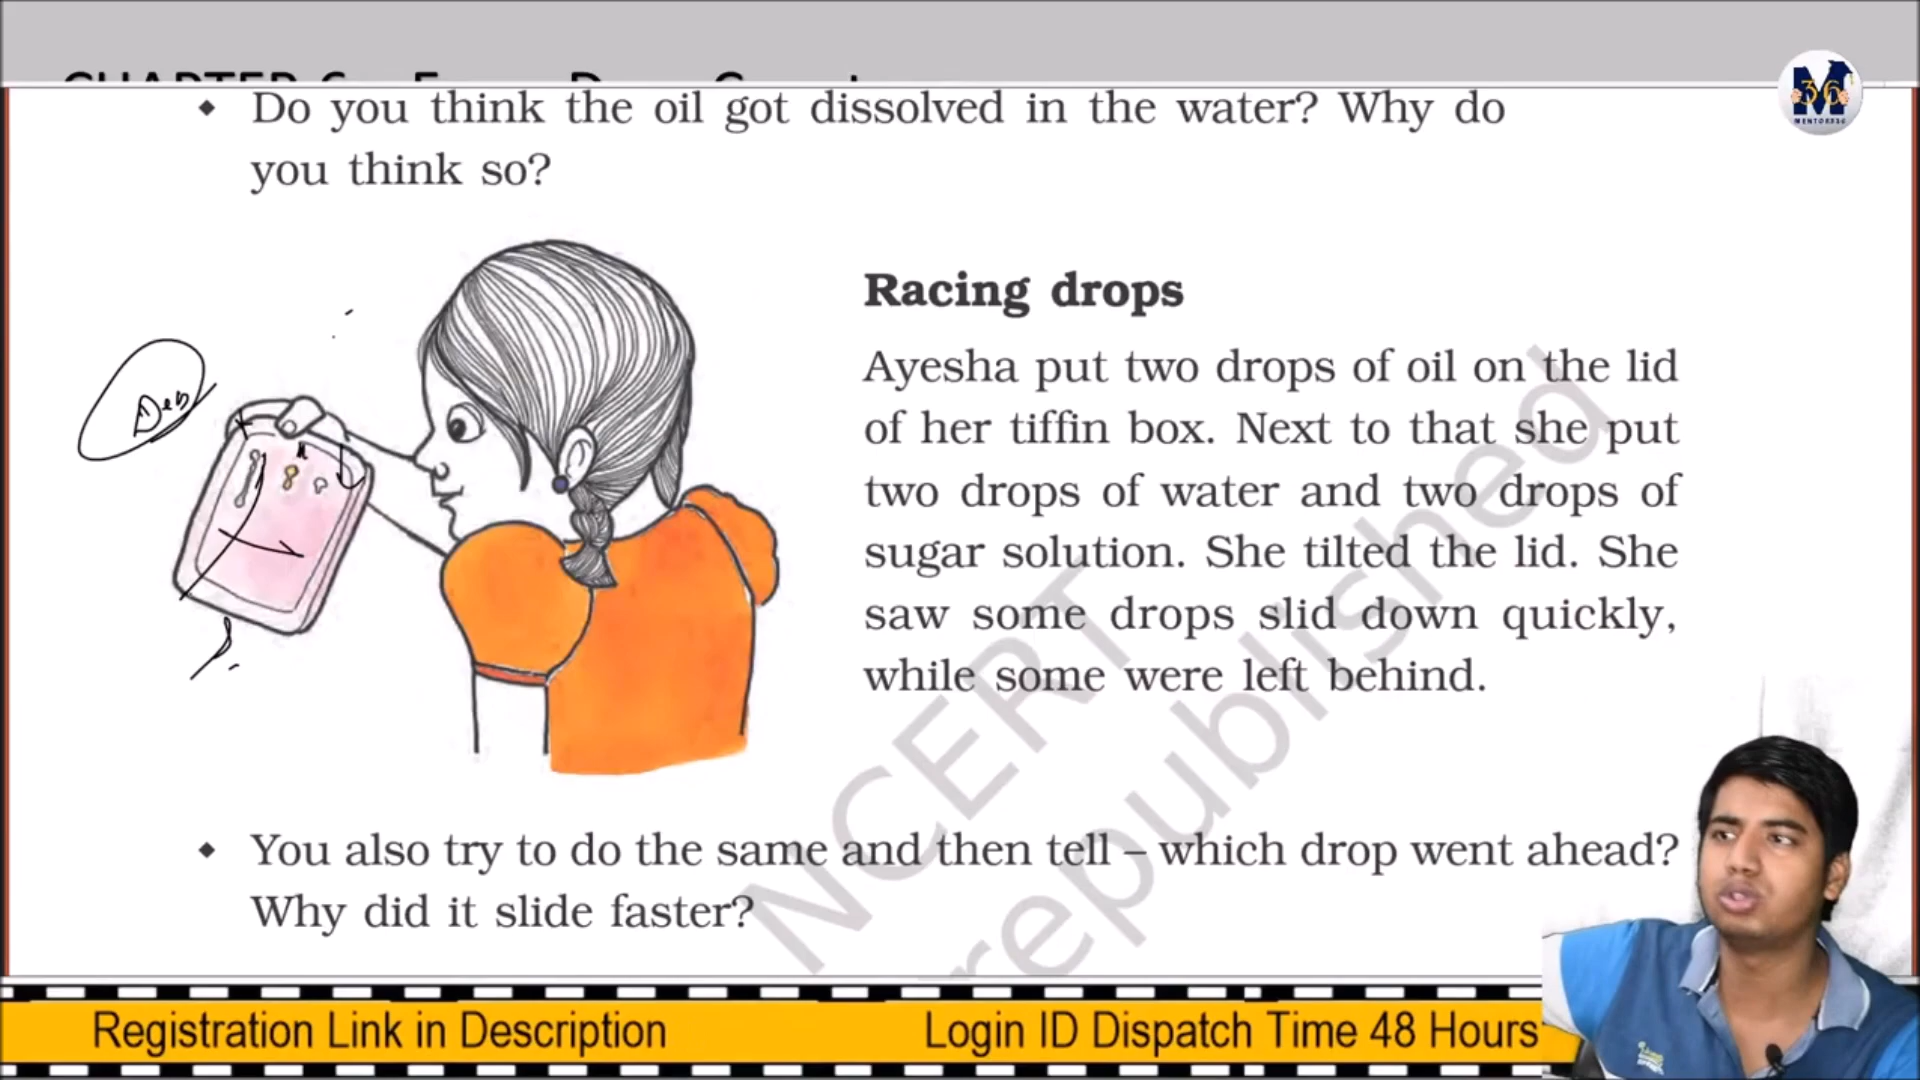 Do you think the oil got dissolved in the water? Why do
you think so?
Racing drops
Ayesha put two drops of oil on the lid
of her tiffin box. Next to that she put
two drops of water and two drops of
sugar solution. She tilted the lid. She
saw some drops slid down quickly,
while some were left behind.
You also try to do the same and then tell – which drop went ahead?
Why did it slide faster?
NCERT
republished
36
MENTORS36
Registration Link in Description
Login ID Dispatch Time 48 Hours